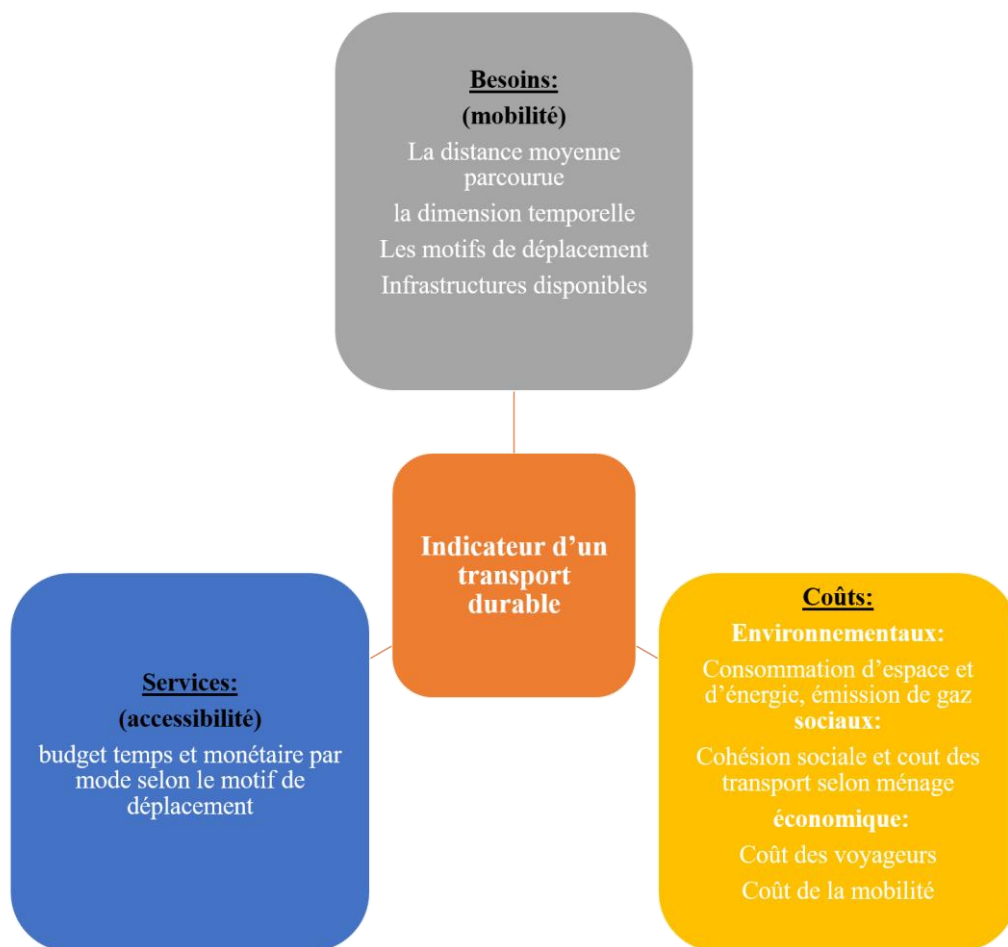 Besoins:
(mobilité)
La distance moyenne
parcourue
la dimension temporelle
Les motifs de déplacement
Infrastructures disponibles
Indicateur d’un
transport
durable
Services:
(accessibilité)
budget temps et monétaire par
mode selon le motif de
déplacement
Coûts:
Environnementaux:
Consommation d’espace et
d’énergie, émission de gaz
sociaux:
Cohésion sociale et cout des
transport selon ménage
économique:
Coût des voyageurs
Coût de la mobilité